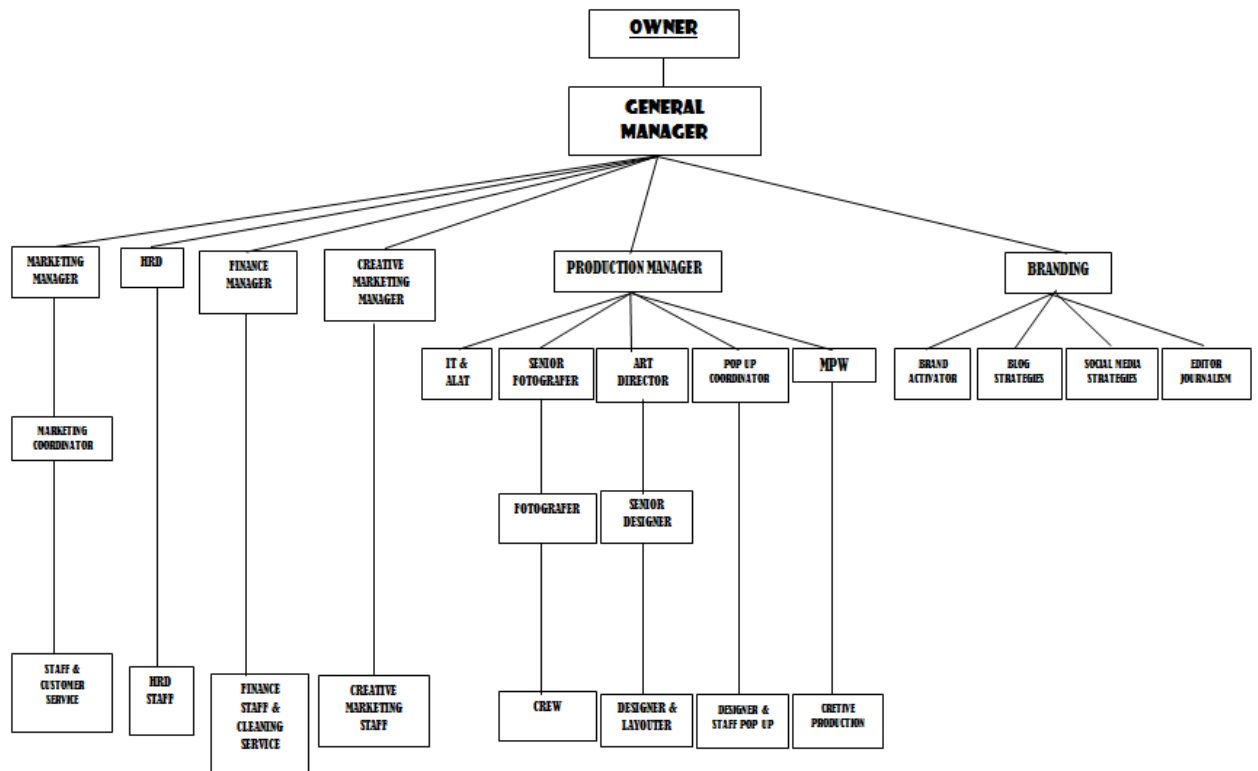 OWNER
GENERAL
MANAGER
MARKETING
MANAGER
HRD
FINANCE
MANAGER
CREATIVE
MARKETING
MANAGER
PRODUCTION MANAGER
BRANDING
IT &
ALAT
SENIOR
FOTOGRAFER
ART
DIRECTOR
POP UP
COORDINATOR
MPW
BRAND
ACTIVATOR
BLOG
STRATEGIES
SOCIAL MEDIA
STRATEGIES
EDITOR
JOURNALISM
MARKETING
COORDINATOR
FOTOGRAFER
SENIOR
DESIGNER
STAFF &
CUSTOMER
SERVICE
HRD
STAFF
FINANCE
STAFF &
CLEANING
SERVICE
CREATIVE
MARKETING
STAFF
CREW
DESIGNER &
LAYOUTER
DESIGNER &
STAFF POP UP
CRETIVE
PRODUCTION